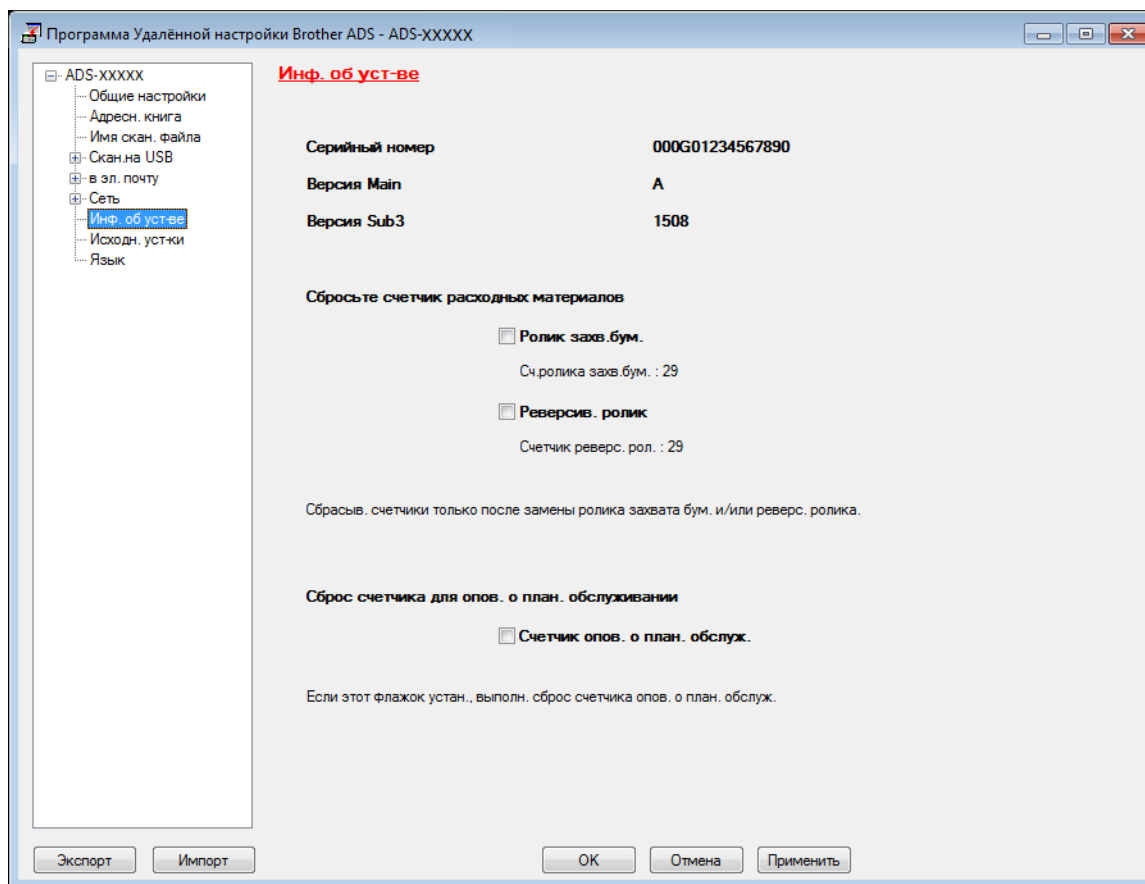 Программа Удалённой настройки Brother ADS - ADS-XXXXX
ADS-XXXXX
Общие настройки
Адресн. книга
Имя скан. файла
Скан.на USB
в эл. почту
Сеть
Инф. об уст-ве
Исходн. уст-ки
Язык
Инф. об уст-ве
Серийный номер 000G01234567890
Версия Main A
Версия Sub3 1508
Сбросьте счетчик расходных материалов
Ролик захв.бум.
Сч.ролика захв.бум. : 29
Реверсив. ролик
Счетчик реверс. рол. : 29
Сбрасыв. счетчики только после замены ролика захвата бум. и/или реверс. ролика.
Сброс счетчика для опов. о план. обслуживании
Счетчик опов. о план. обслуж.
Если этот флажок устан., выполн. сброс счетчика опов. о план. обслуж.
Экспорт Импорт OK Отмена Применить